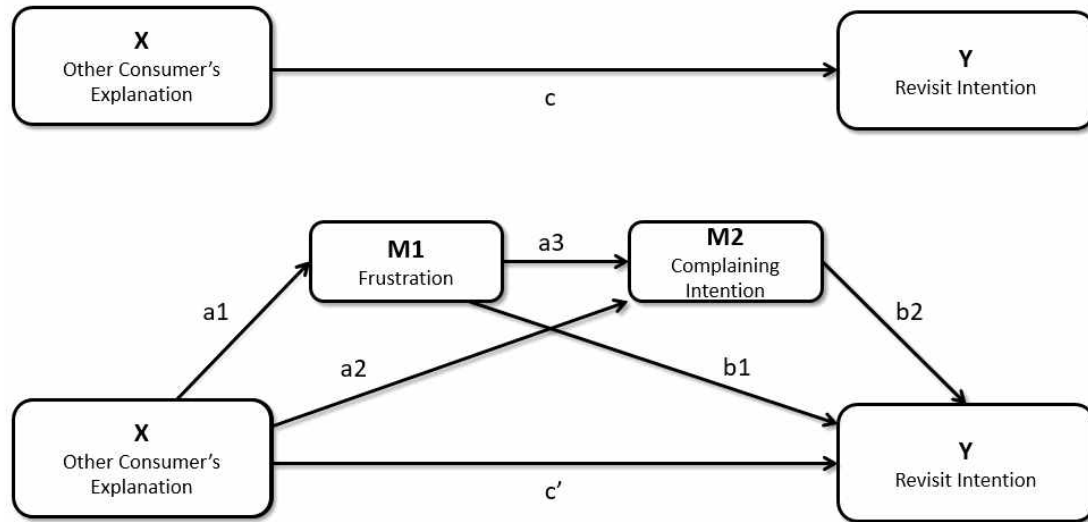 X
Other Consumer's
Explanation
c
Y
Revisit Intention
M1
Frustration
a3
M2
Complaining
Intention
a1
a2
b1
b2
X
Other Consumer's
Explanation
c’
Y
Revisit Intention